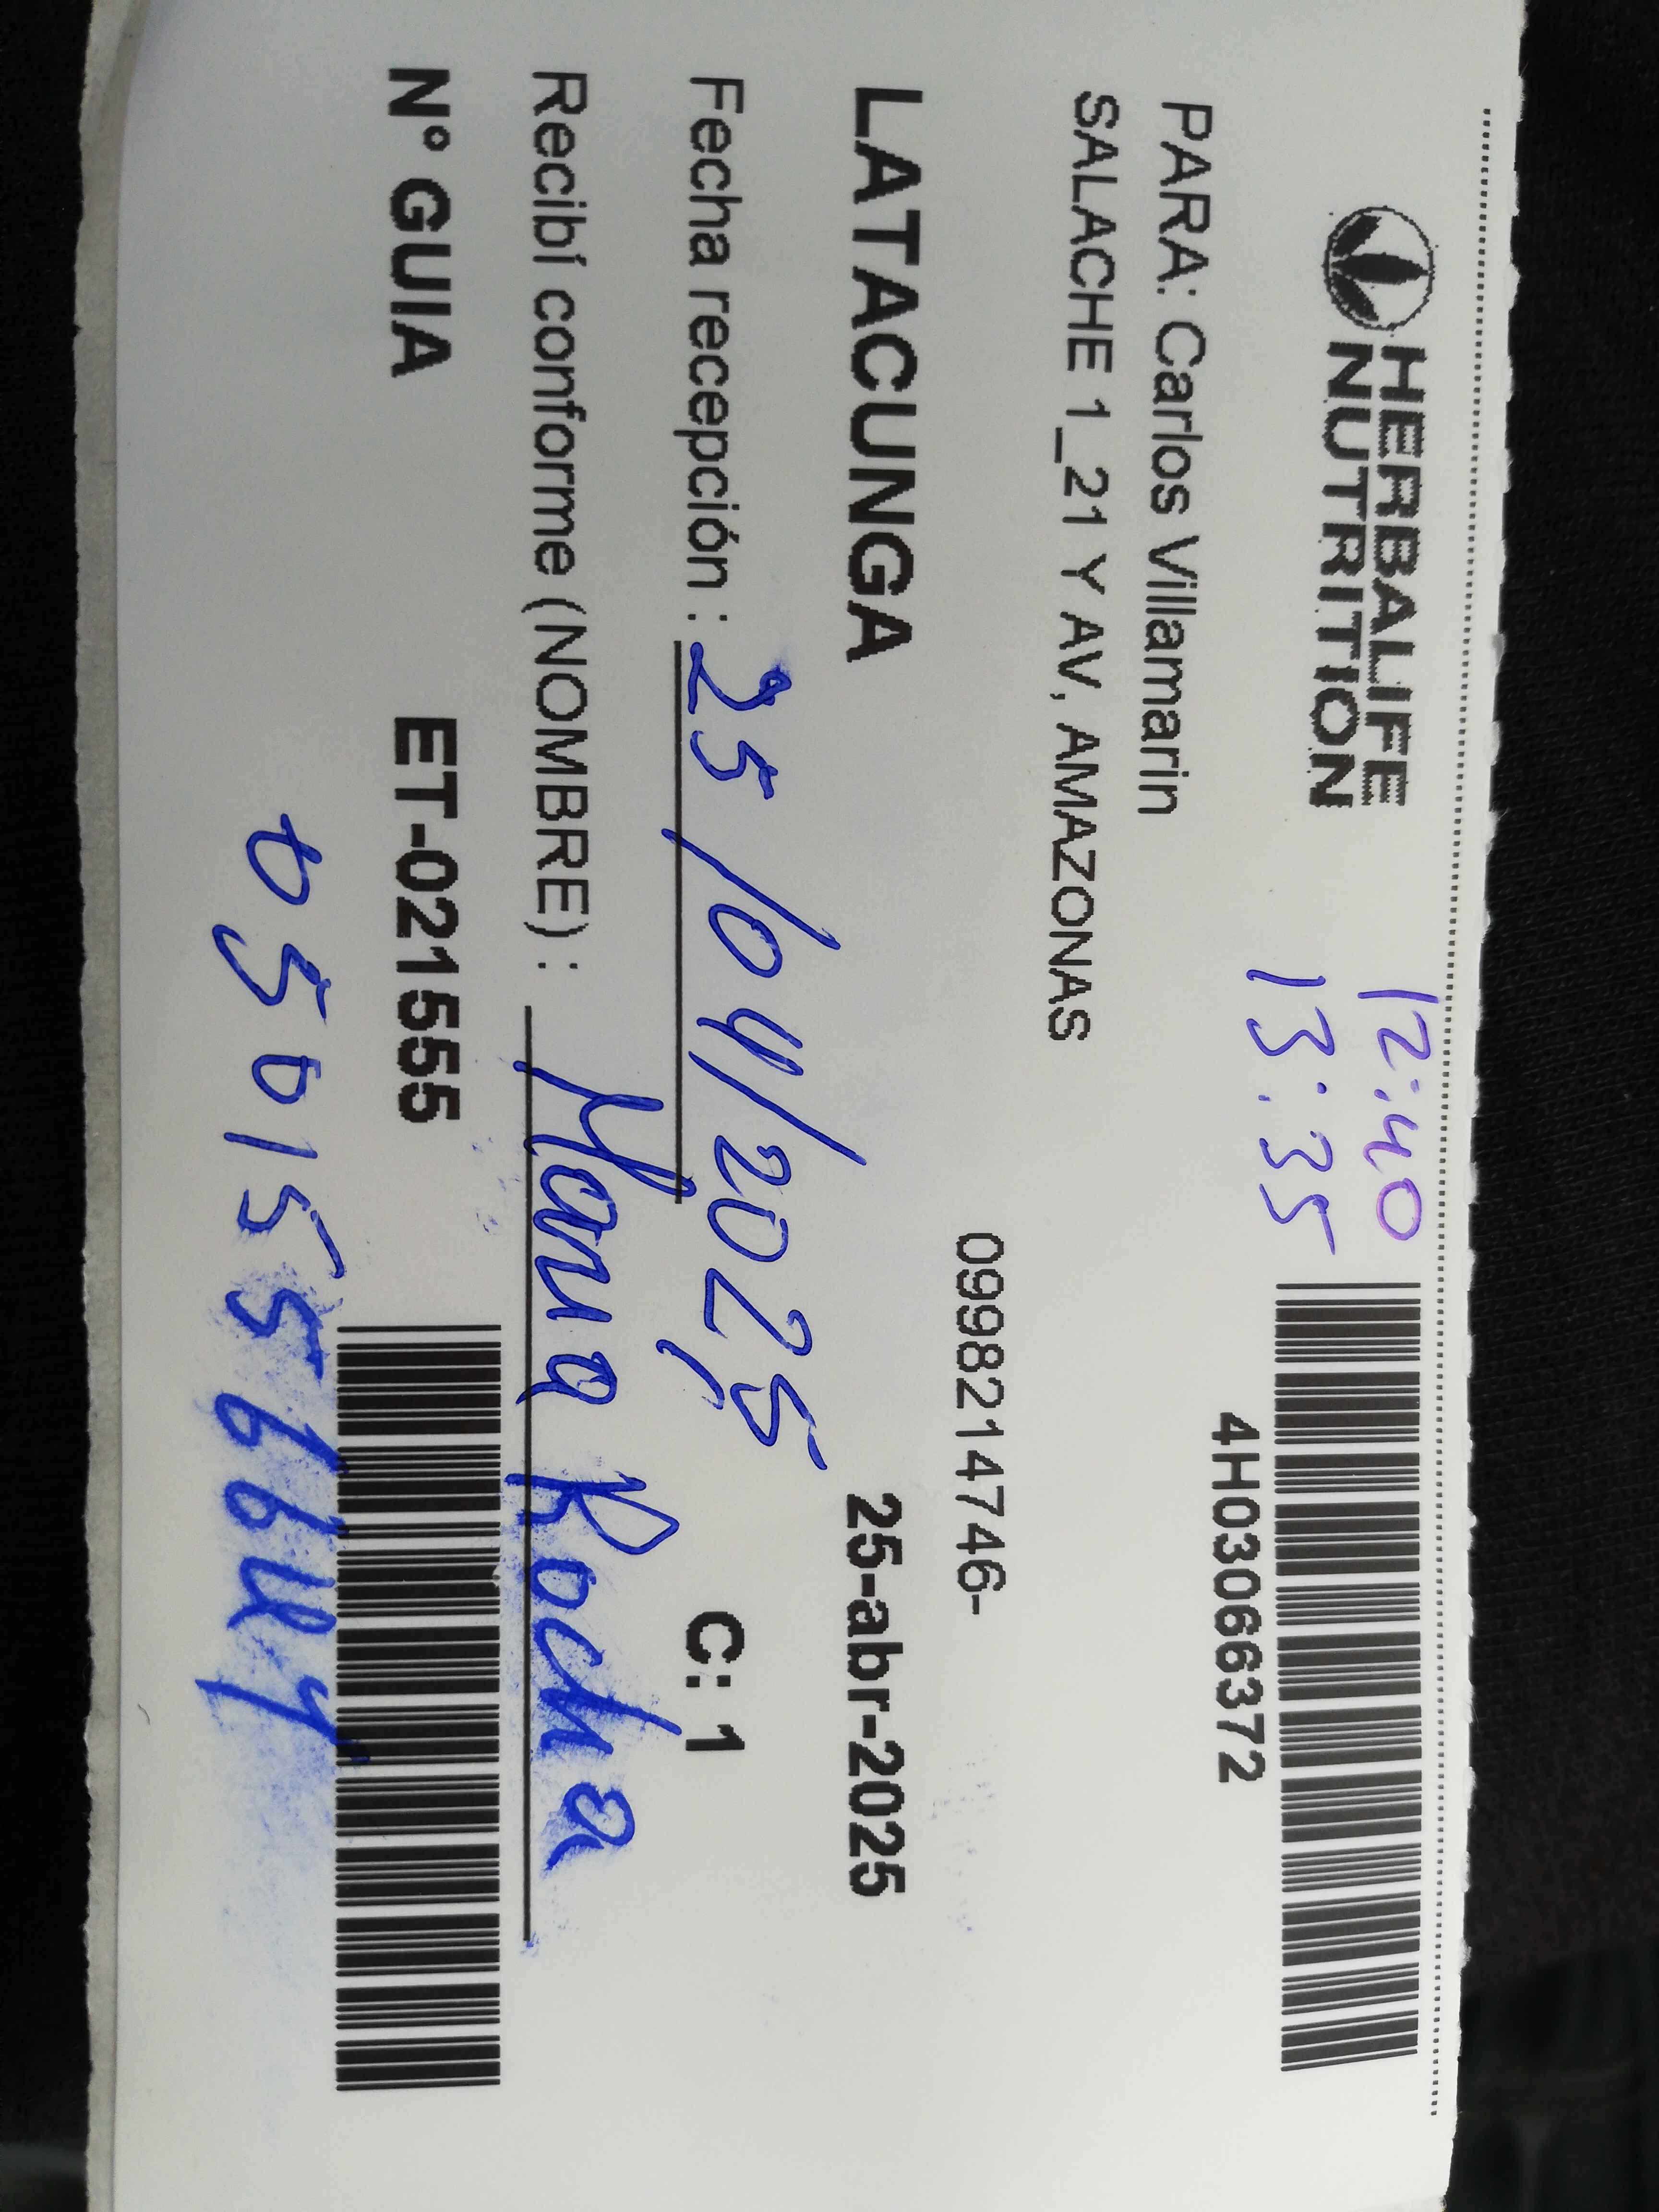 HERBALIFE
NUTRITION
12:40
13:35
4H03066372
PARA: Carlos Villamarin
SALACHE 1_21 Y AV, AMAZONAS
0998214746-
LATACUNGA
25-abr-2025
Fecha recepción : 25/04/2025
C: 1
Recibí conforme (NOMBRE) : Maria Rocha
N° GUIA
ET-021555